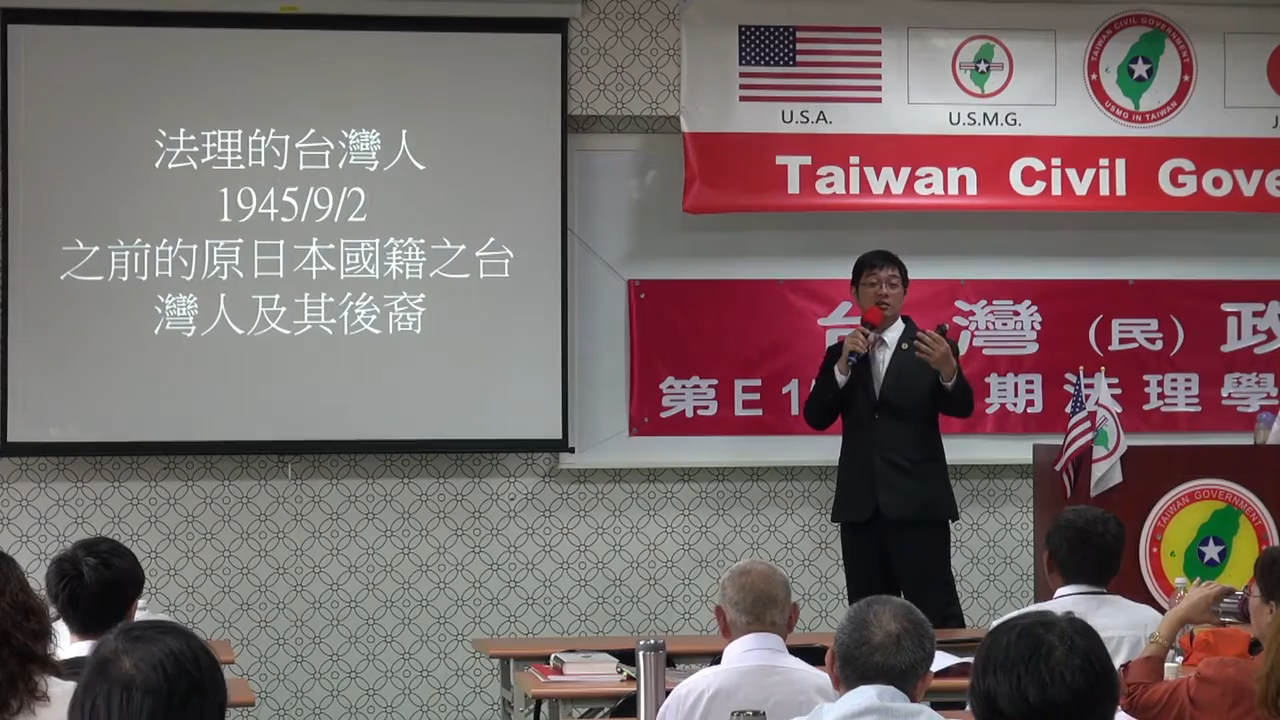 法理的台灣人
1945/9/2
之前的原日本國籍之台
灣人及其後裔
U.S.A.
U.S.M.G.
TAIWAN CIVIL GOVERNMENT
USMG IN TAIWAN
J
Taiwan Civil Gove
台灣(民)政
第E1 期法理學
TAIWAN GOVERNMENT